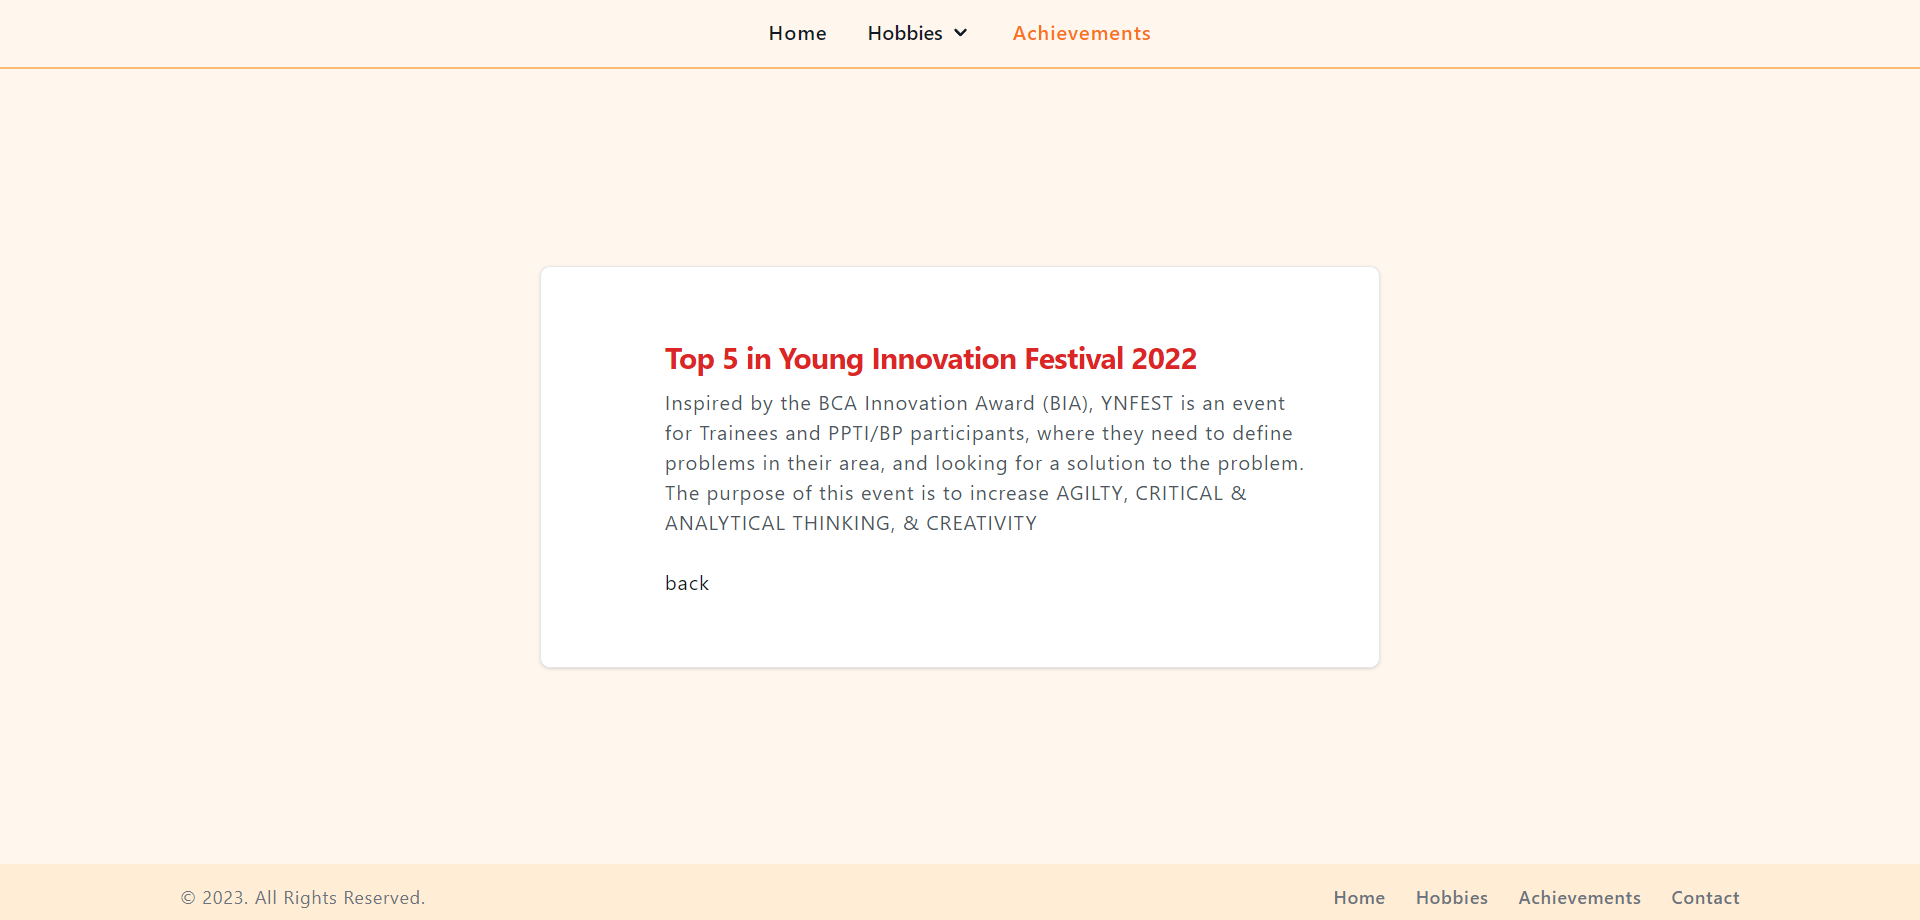 Home Hobbies Achievements
Top 5 in Young Innovation Festival 2022
Inspired by the BCA Innovation Award (BIA), YNFEST is an event
for Trainees and PPTI/BP participants, where they need to define
problems in their area, and looking for a solution to the problem.
The purpose of this event is to increase AGILTY, CRITICAL &
ANALYTICAL THINKING, & CREATIVITY
back
© 2023. All Rights Reserved. Home Hobbies Achievements Contact